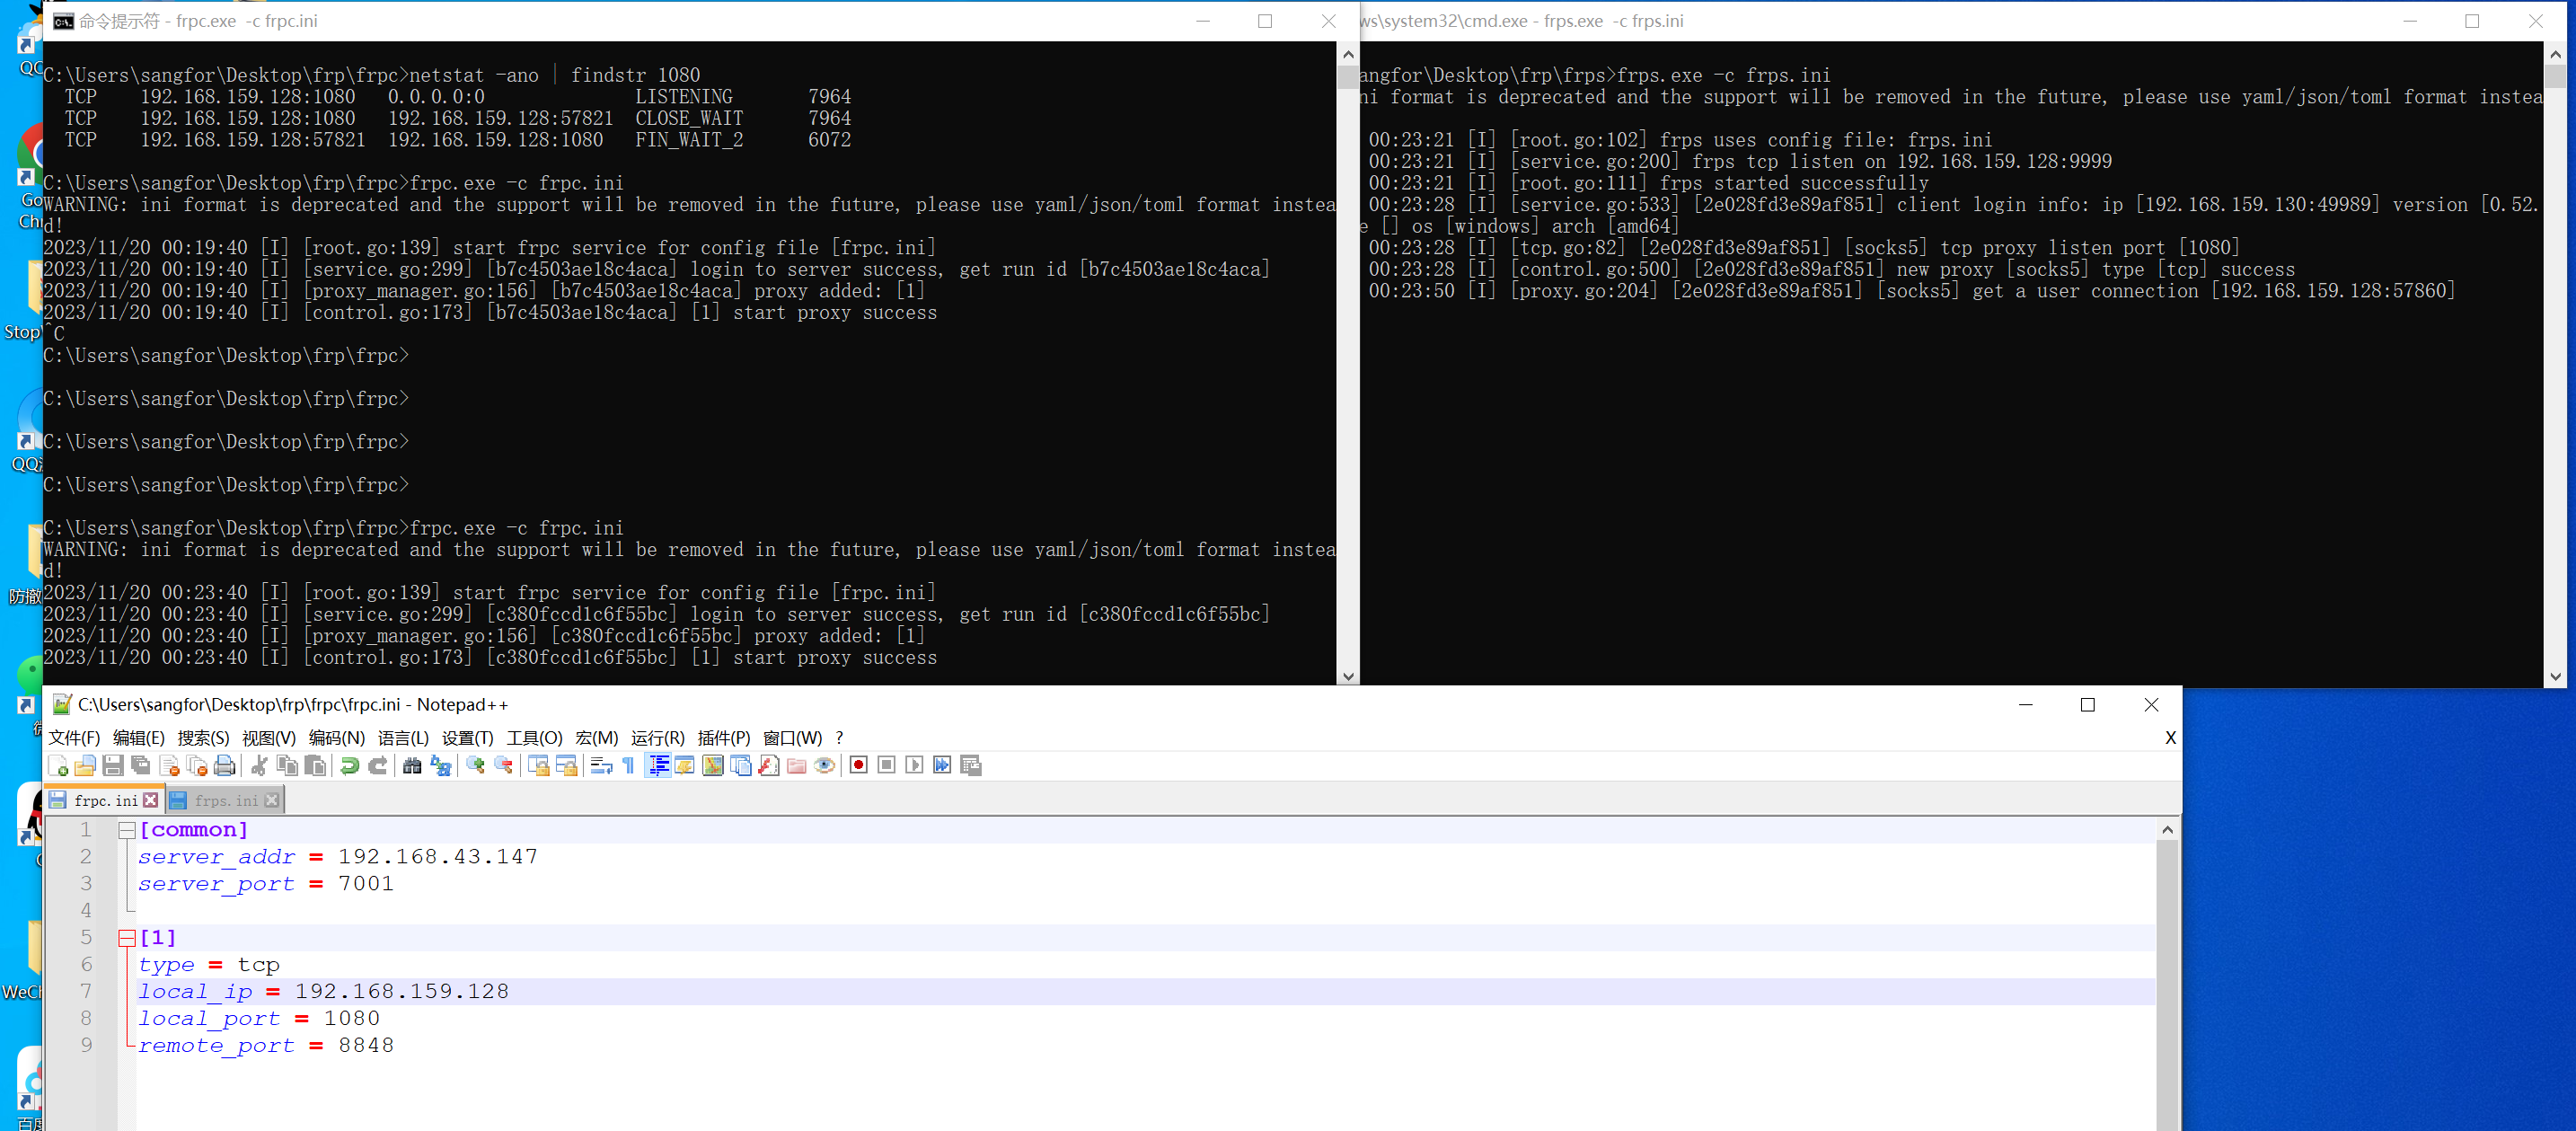 命令提示符 - frpc.exe  -c frpc.ini
C:\Users\sangfor\Desktop\frp\frpc>netstat -ano | findstr 1080
TCP    192.168.159.128:1080   0.0.0.0:0              LISTENING       7964
TCP    192.168.159.128:1080   192.168.159.128:57821  CLOSE_WAIT      7964
TCP    192.168.159.128:57821  192.168.159.128:1080   FIN_WAIT_2      6072
C:\Users\sangfor\Desktop\frp\frpc>frpc.exe -c frpc.ini
WARNING: ini format is deprecated and the support will be removed in the future, please use yaml/json/toml format instea
d!
2023/11/20 00:19:40 [I] [root.go:139] start frpc service for config file [frpc.ini]
2023/11/20 00:19:40 [I] [service.go:299] [b7c4503ae18c4aca] login to server success, get run id [b7c4503ae18c4aca]
2023/11/20 00:19:40 [I] [proxy_manager.go:156] [b7c4503ae18c4aca] proxy added: [1]
2023/11/20 00:19:40 [I] [control.go:173] [b7c4503ae18c4aca] [1] start proxy success
^C
C:\Users\sangfor\Desktop\frp\frpc>
C:\Users\sangfor\Desktop\frp\frpc>
C:\Users\sangfor\Desktop\frp\frpc>
C:\Users\sangfor\Desktop\frp\frpc>
C:\Users\sangfor\Desktop\frp\frpc>frpc.exe -c frpc.ini
WARNING: ini format is deprecated and the support will be removed in the future, please use yaml/json/toml format instea
d!
2023/11/20 00:23:40 [I] [root.go:139] start frpc service for config file [frpc.ini]
2023/11/20 00:23:40 [I] [service.go:299] [c380fccd1c6f55bc] login to server success, get run id [c380fccd1c6f55bc]
2023/11/20 00:23:40 [I] [proxy_manager.go:156] [c380fccd1c6f55bc] proxy added: [1]
2023/11/20 00:23:40 [I] [control.go:173] [c380fccd1c6f55bc] [1] start proxy success
ws\system32\cmd.exe - frps.exe  -c frps.ini
angfor\Desktop\frp\frps>frps.exe -c frps.ini
ni format is deprecated and the support will be removed in the future, please use yaml/json/toml format instea
00:23:21 [I] [root.go:102] frps uses config file: frps.ini
00:23:21 [I] [service.go:200] frps tcp listen on 192.168.159.128:9999
00:23:21 [I] [root.go:111] frps started successfully
00:23:28 [I] [service.go:533] [2e028fd3e89af851] client login info: ip [192.168.159.130:49989] version [0.52.
e [] os [windows] arch [amd64]
00:23:28 [I] [tcp.go:82] [2e028fd3e89af851] [socks5] tcp proxy listen port [1080]
00:23:28 [I] [control.go:500] [2e028fd3e89af851] new proxy [socks5] type [tcp] success
00:23:50 [I] [proxy.go:204] [2e028fd3e89af851] [socks5] get a user connection [192.168.159.128:57860]
C:\Users\sangfor\Desktop\frp\frpc\frpc.ini - Notepad++
文件(F) 编辑(E) 搜索(S) 视图(V) 编码(N) 语言(L) 设置(T) 工具(O) 宏(M) 运行(R) 插件(P) 窗口(W) ? X
frpc.ini frps.ini
1 [common]
2 server_addr = 192.168.43.147
3 server_port = 7001
4
5 [1]
6 type = tcp
7 local_ip = 192.168.159.128
8 local_port = 1080
9 remote_port = 8848
QQ
Go
Ch
Stop
QQ
防撤
WeCh
百度